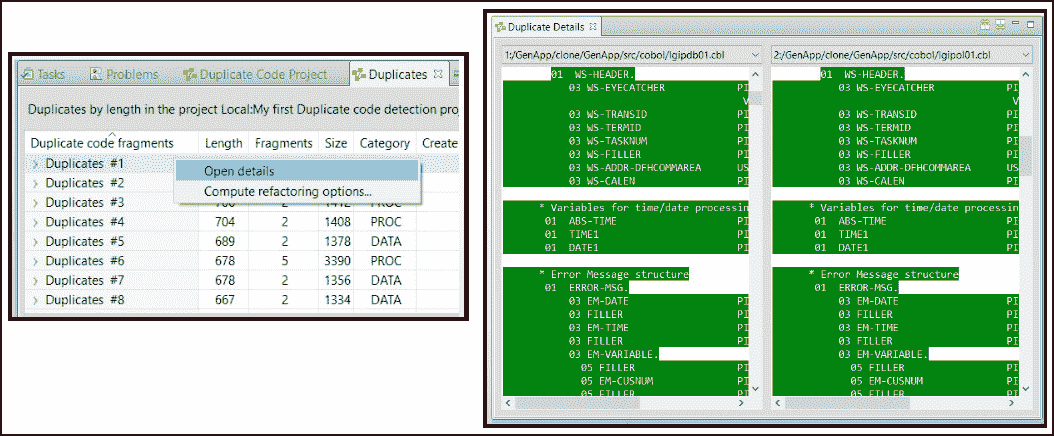 Tasks Problems Duplicate Code Project Duplicates
Duplicates by length in the project Local:My first Duplicate code detection pro
Duplicate code fragments Length Fragments Size Category Create
Duplicates #1
Open details
Duplicates #2
Compute refactoring options...
Duplicates #3 2 PROC
Duplicates #4 704 2 1408 PROC
Duplicates #5 689 2 1378 DATA
Duplicates #6 678 5 3390 PROC
Duplicates #7 678 2 1356 DATA
Duplicates #8 667 2 1334 DATA
Duplicate Details
1:/GenApp/clone/GenApp/src/cobol/lgipdb01.cbl
01 WS-HEADER.
03 WS-EYECATCHER PI
V
03 WS-TRANSID PI
03 WS-TERMID PI
03 WS-TASKNUM PI
03 WS-FILLER PI
03 WS-ADDR-DFHCOMMAREA US
03 WS-CALEN PI
* Variables for time/date processin
01 ABS-TIME PI
01 TIME1 PI
01 DATE1 PI
* Error Message structure
01 ERROR-MSG.
03 EM-DATE PI
03 FILLER PI
03 EM-TIME PI
03 FILLER PI
03 EM-VARIABLE.
05 FILLER PI
05 EM-CUSNUM PI
05 FILLER PI
2:/GenApp/clone/GenApp/src/cobol/lgipol01.cbl
01 WS-HEADER.
03 WS-EYECATCHER PI
V
03 WS-TRANSID PI
03 WS-TERMID PI
03 WS-TASKNUM PI
03 WS-FILLER PI
03 WS-ADDR-DFHCOMMAREA US
03 WS-CALEN PI
* Variables for time/date processin
01 ABS-TIME PI
01 TIME1 PI
01 DATE1 PI
* Error Message structure
01 ERROR-MSG.
03 EM-DATE PI
03 FILLER PI
03 EM-TIME PI
03 FILLER PI
03 EM-VARIABLE.
05 FILLER PI
05 EM-CUSNUM PI
05 FILLER PI